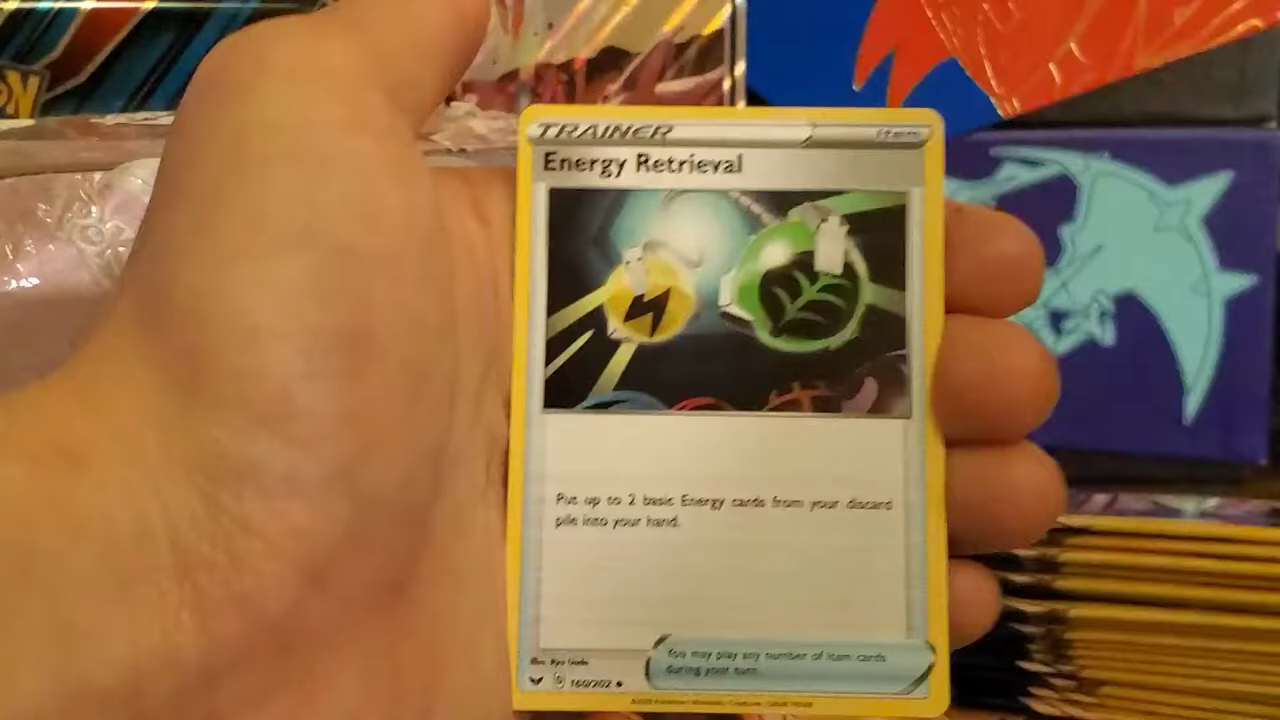 ON
TRAINER
Item
Energy Retrieval
Put up to 2 basic Energy cards from your discard
pile into your hand.
You may play any number of Item cards
during your turn.
Illus. Ryo Ueda
160/202